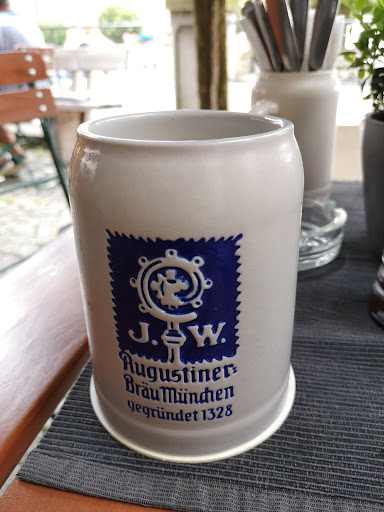 J. W.
Augustiner-
Bräu München
gegründet 1328